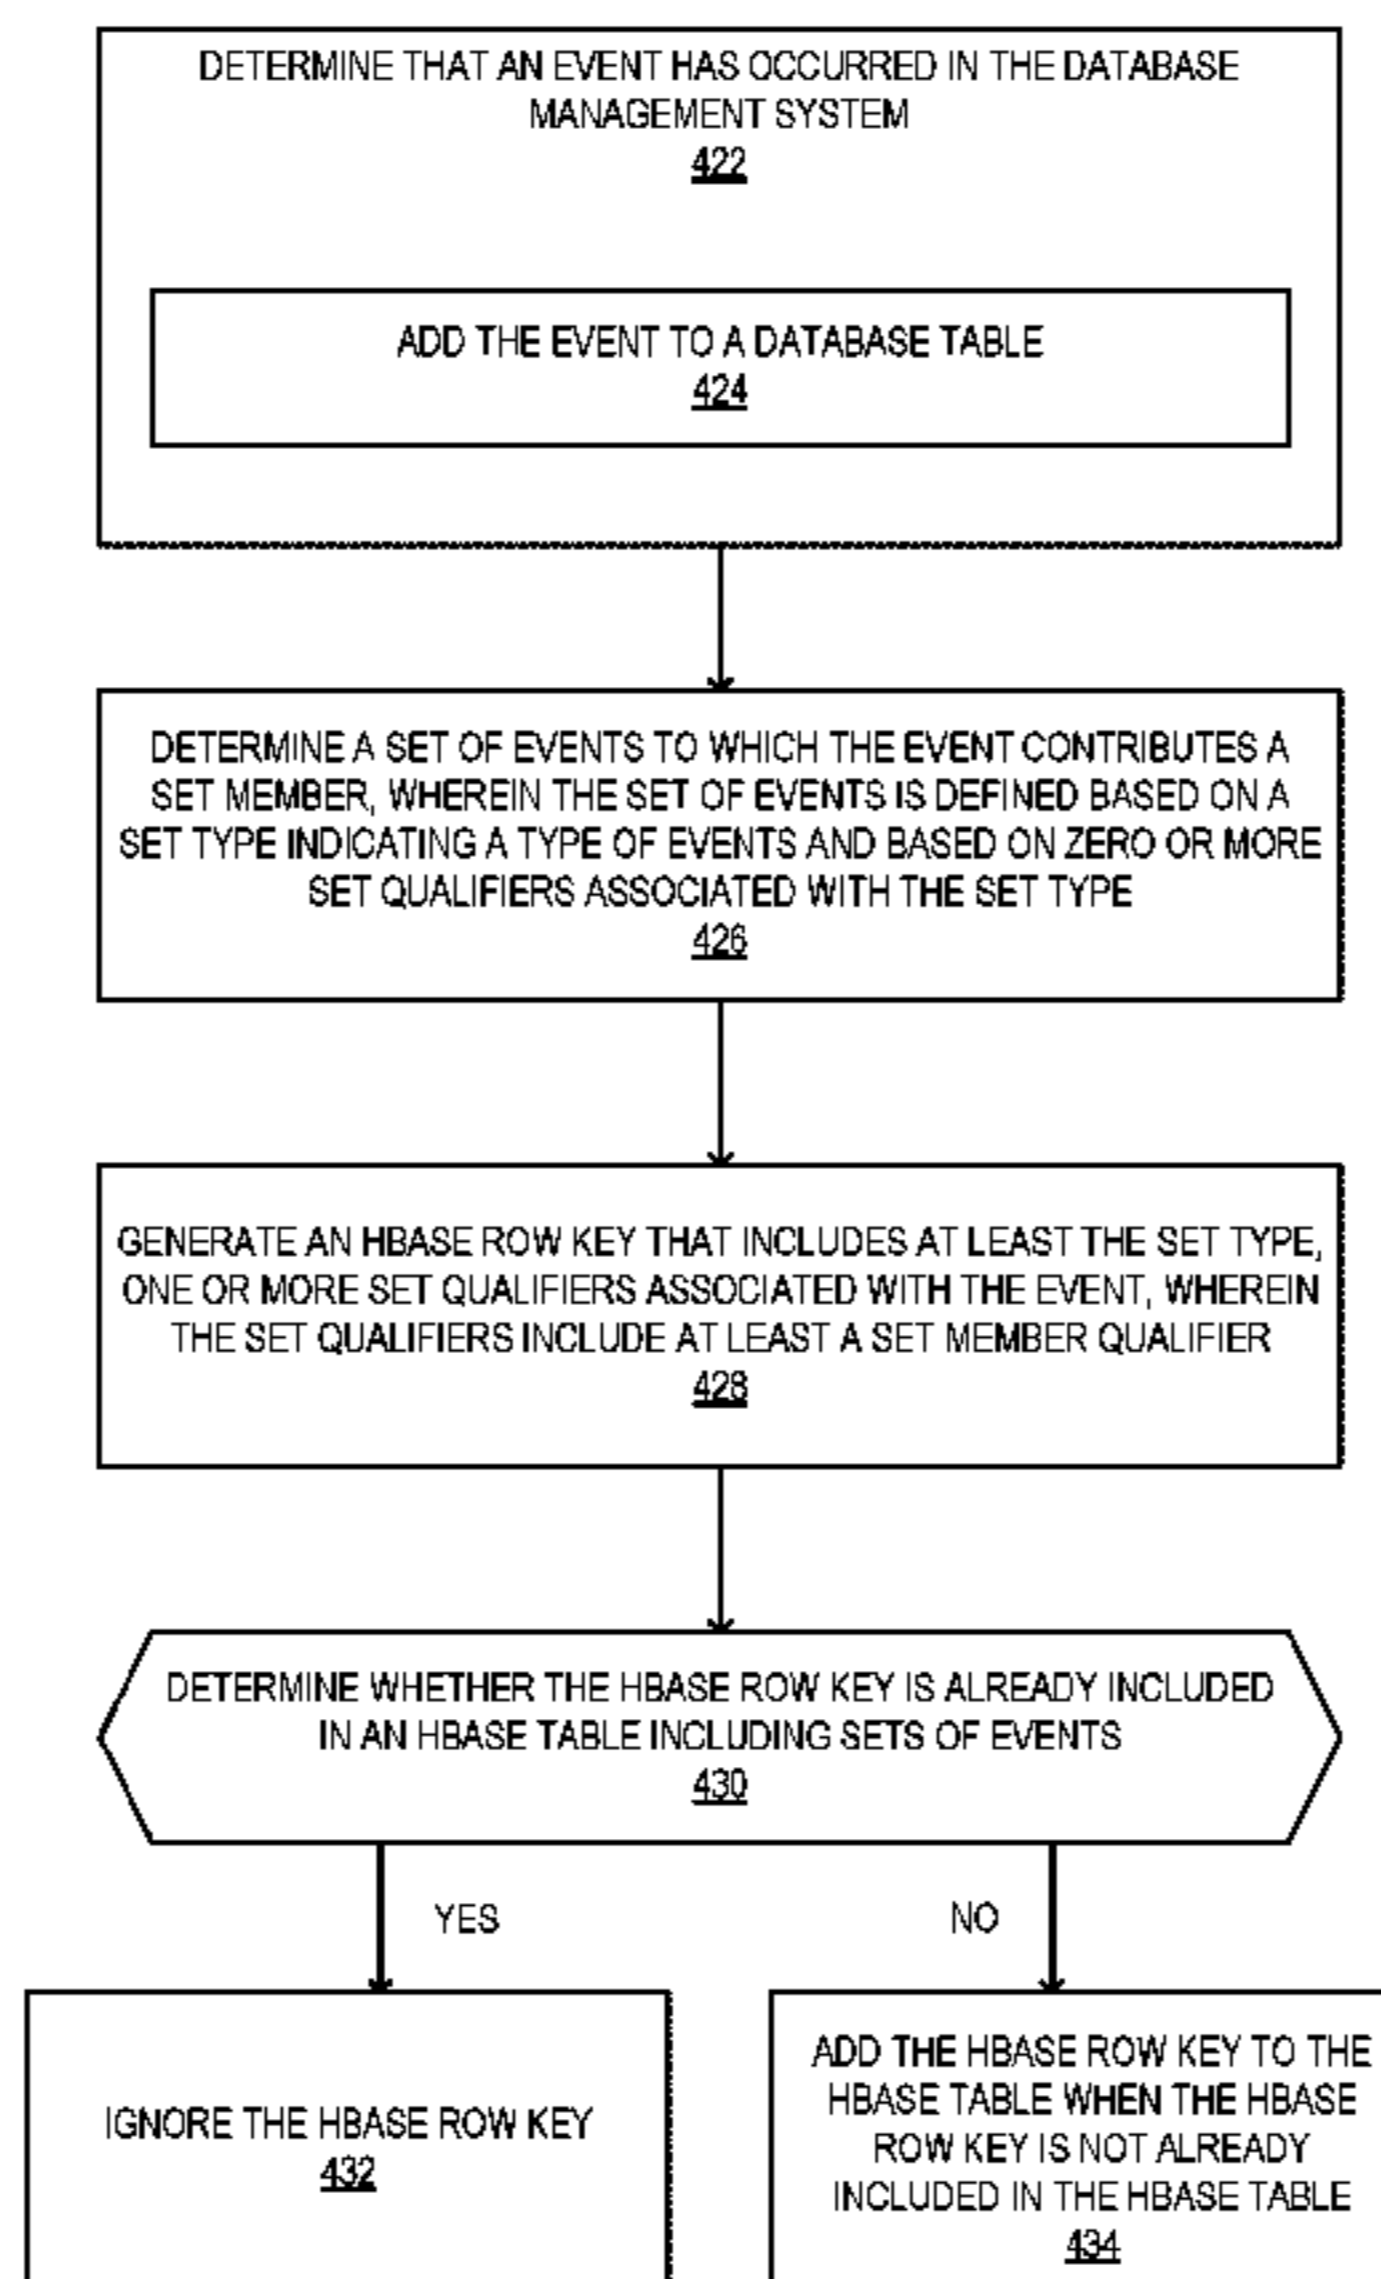 DETERMINE THAT AN EVENT HAS OCCURRED IN THE DATABASE
MANAGEMENT SYSTEM
422
ADD THE EVENT TO A DATABASE TABLE
424
DETERMINE A SET OF EVENTS TO WHICH THE EVENT CONTRIBUTES A
SET MEMBER, WHEREIN THE SET OF EVENTS IS DEFINED BASED ON A
SET TYPE INDICATING A TYPE OF EVENTS AND BASED ON ZERO OR MORE
SET QUALIFIERS ASSOCIATED WITH THE SET TYPE
426
GENERATE AN HBASE ROW KEY THAT INCLUDES AT LEAST THE SET TYPE,
ONE OR MORE SET QUALIFIERS ASSOCIATED WITH THE EVENT, WHEREIN
THE SET QUALIFIERS INCLUDE AT LEAST A SET MEMBER QUALIFIER
428
DETERMINE WHETHER THE HBASE ROW KEY IS ALREADY INCLUDED
IN AN HBASE TABLE INCLUDING SETS OF EVENTS
430
YES
NO
IGNORE THE HBASE ROW KEY
432
ADD THE HBASE ROW KEY TO THE
HBASE TABLE WHEN THE HBASE
ROW KEY IS NOT ALREADY
INCLUDED IN THE HBASE TABLE
434